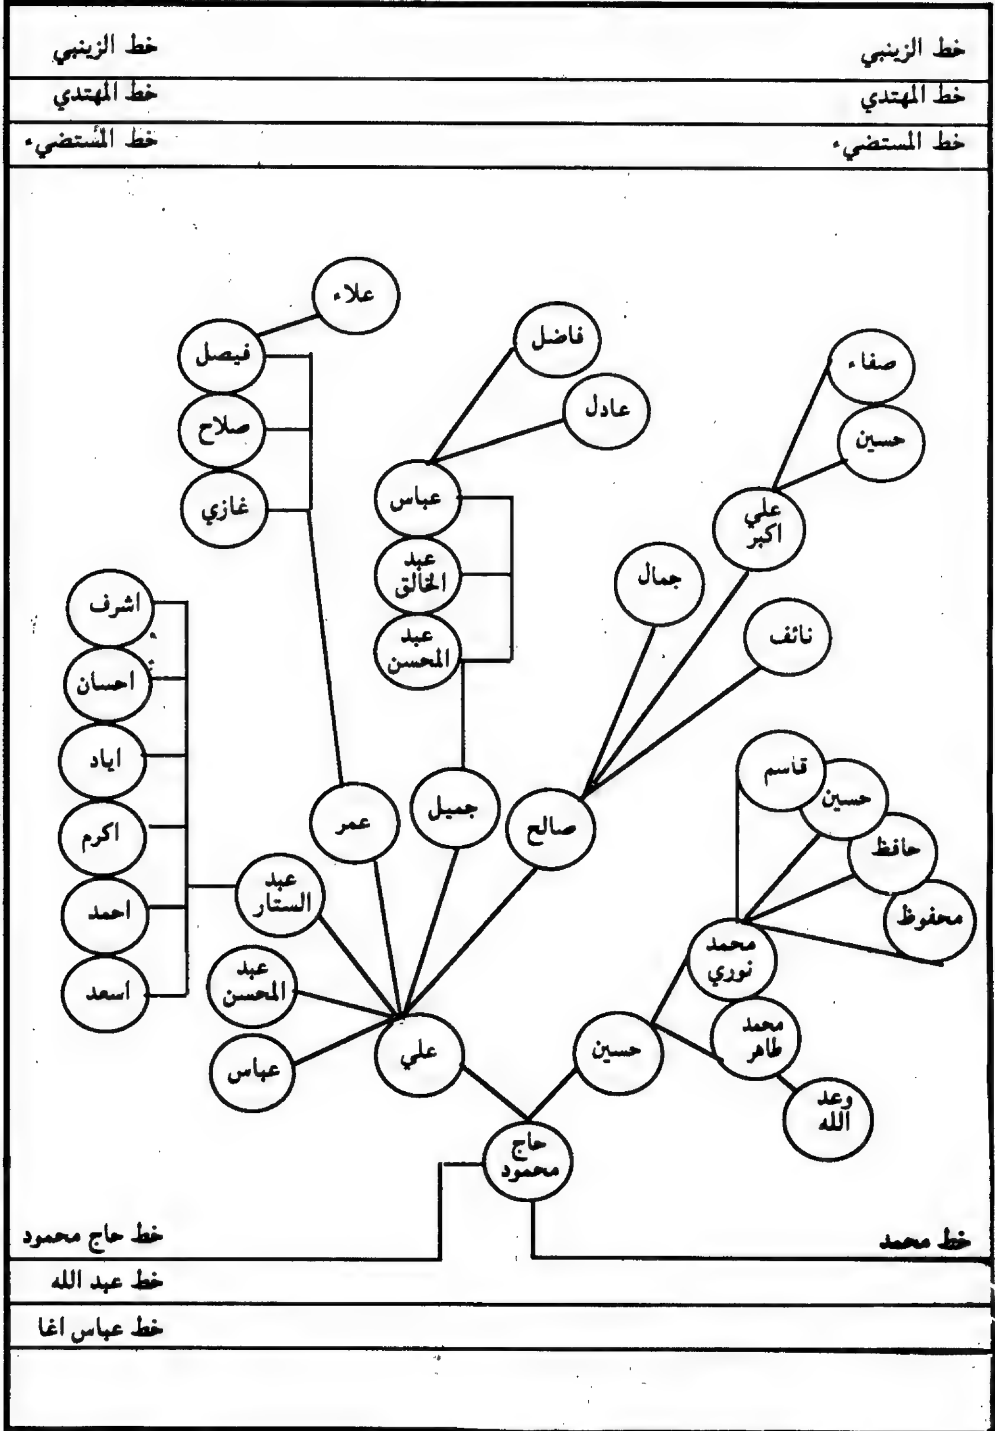 خط الزينبي
خط الزينبي
خط المهتدي
خط المهتدي
خط المستضيء
خط المستضيء
علاء
فيصل
صلاح
غازي
فاضل
عادل
عباس
عبد
الخالق
عبد
المحسن
صفاء
حسين
علي
اكبر
جمال
نائف
اشرف
احسان
اياد
اكرم
احمد
اسعد
قاسم
حسين
حافظ
محفوظ
صالح
جميل
عمر
عبد
الستار
عبد
المحسن
عباس
محمد
نوري
محمد
طاهر
وعد
الله
حسين
علي
حاج
محمود
خط محمد
خط حاج محمود
خط عبد الله
خط عباس اغا